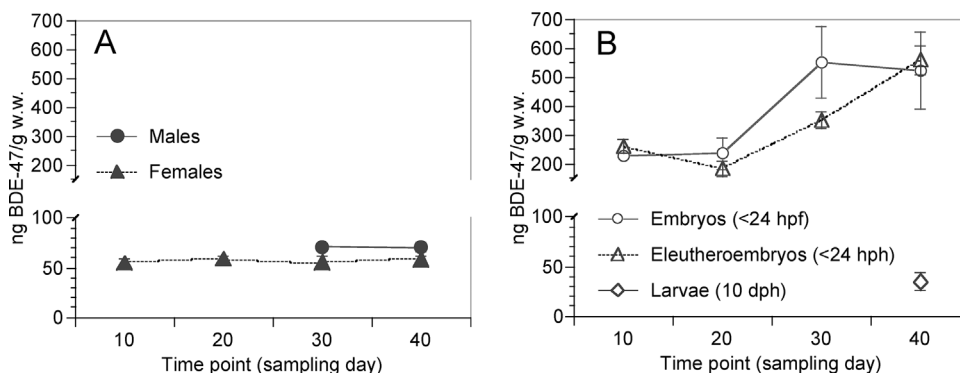 A
ng BDE-47/g w.w.
700
600
500
400
300
200
100
50
0
Males
Females
10 20 30 40
Time point (sampling day)
B
ng BDE-47/g w.w.
700
600
500
400
300
200
100
50
0
Embryos (<24 hpf)
Eleutheroembryos (<24 hph)
Larvae (10 dph)
10 20 30 40
Time point (sampling day)